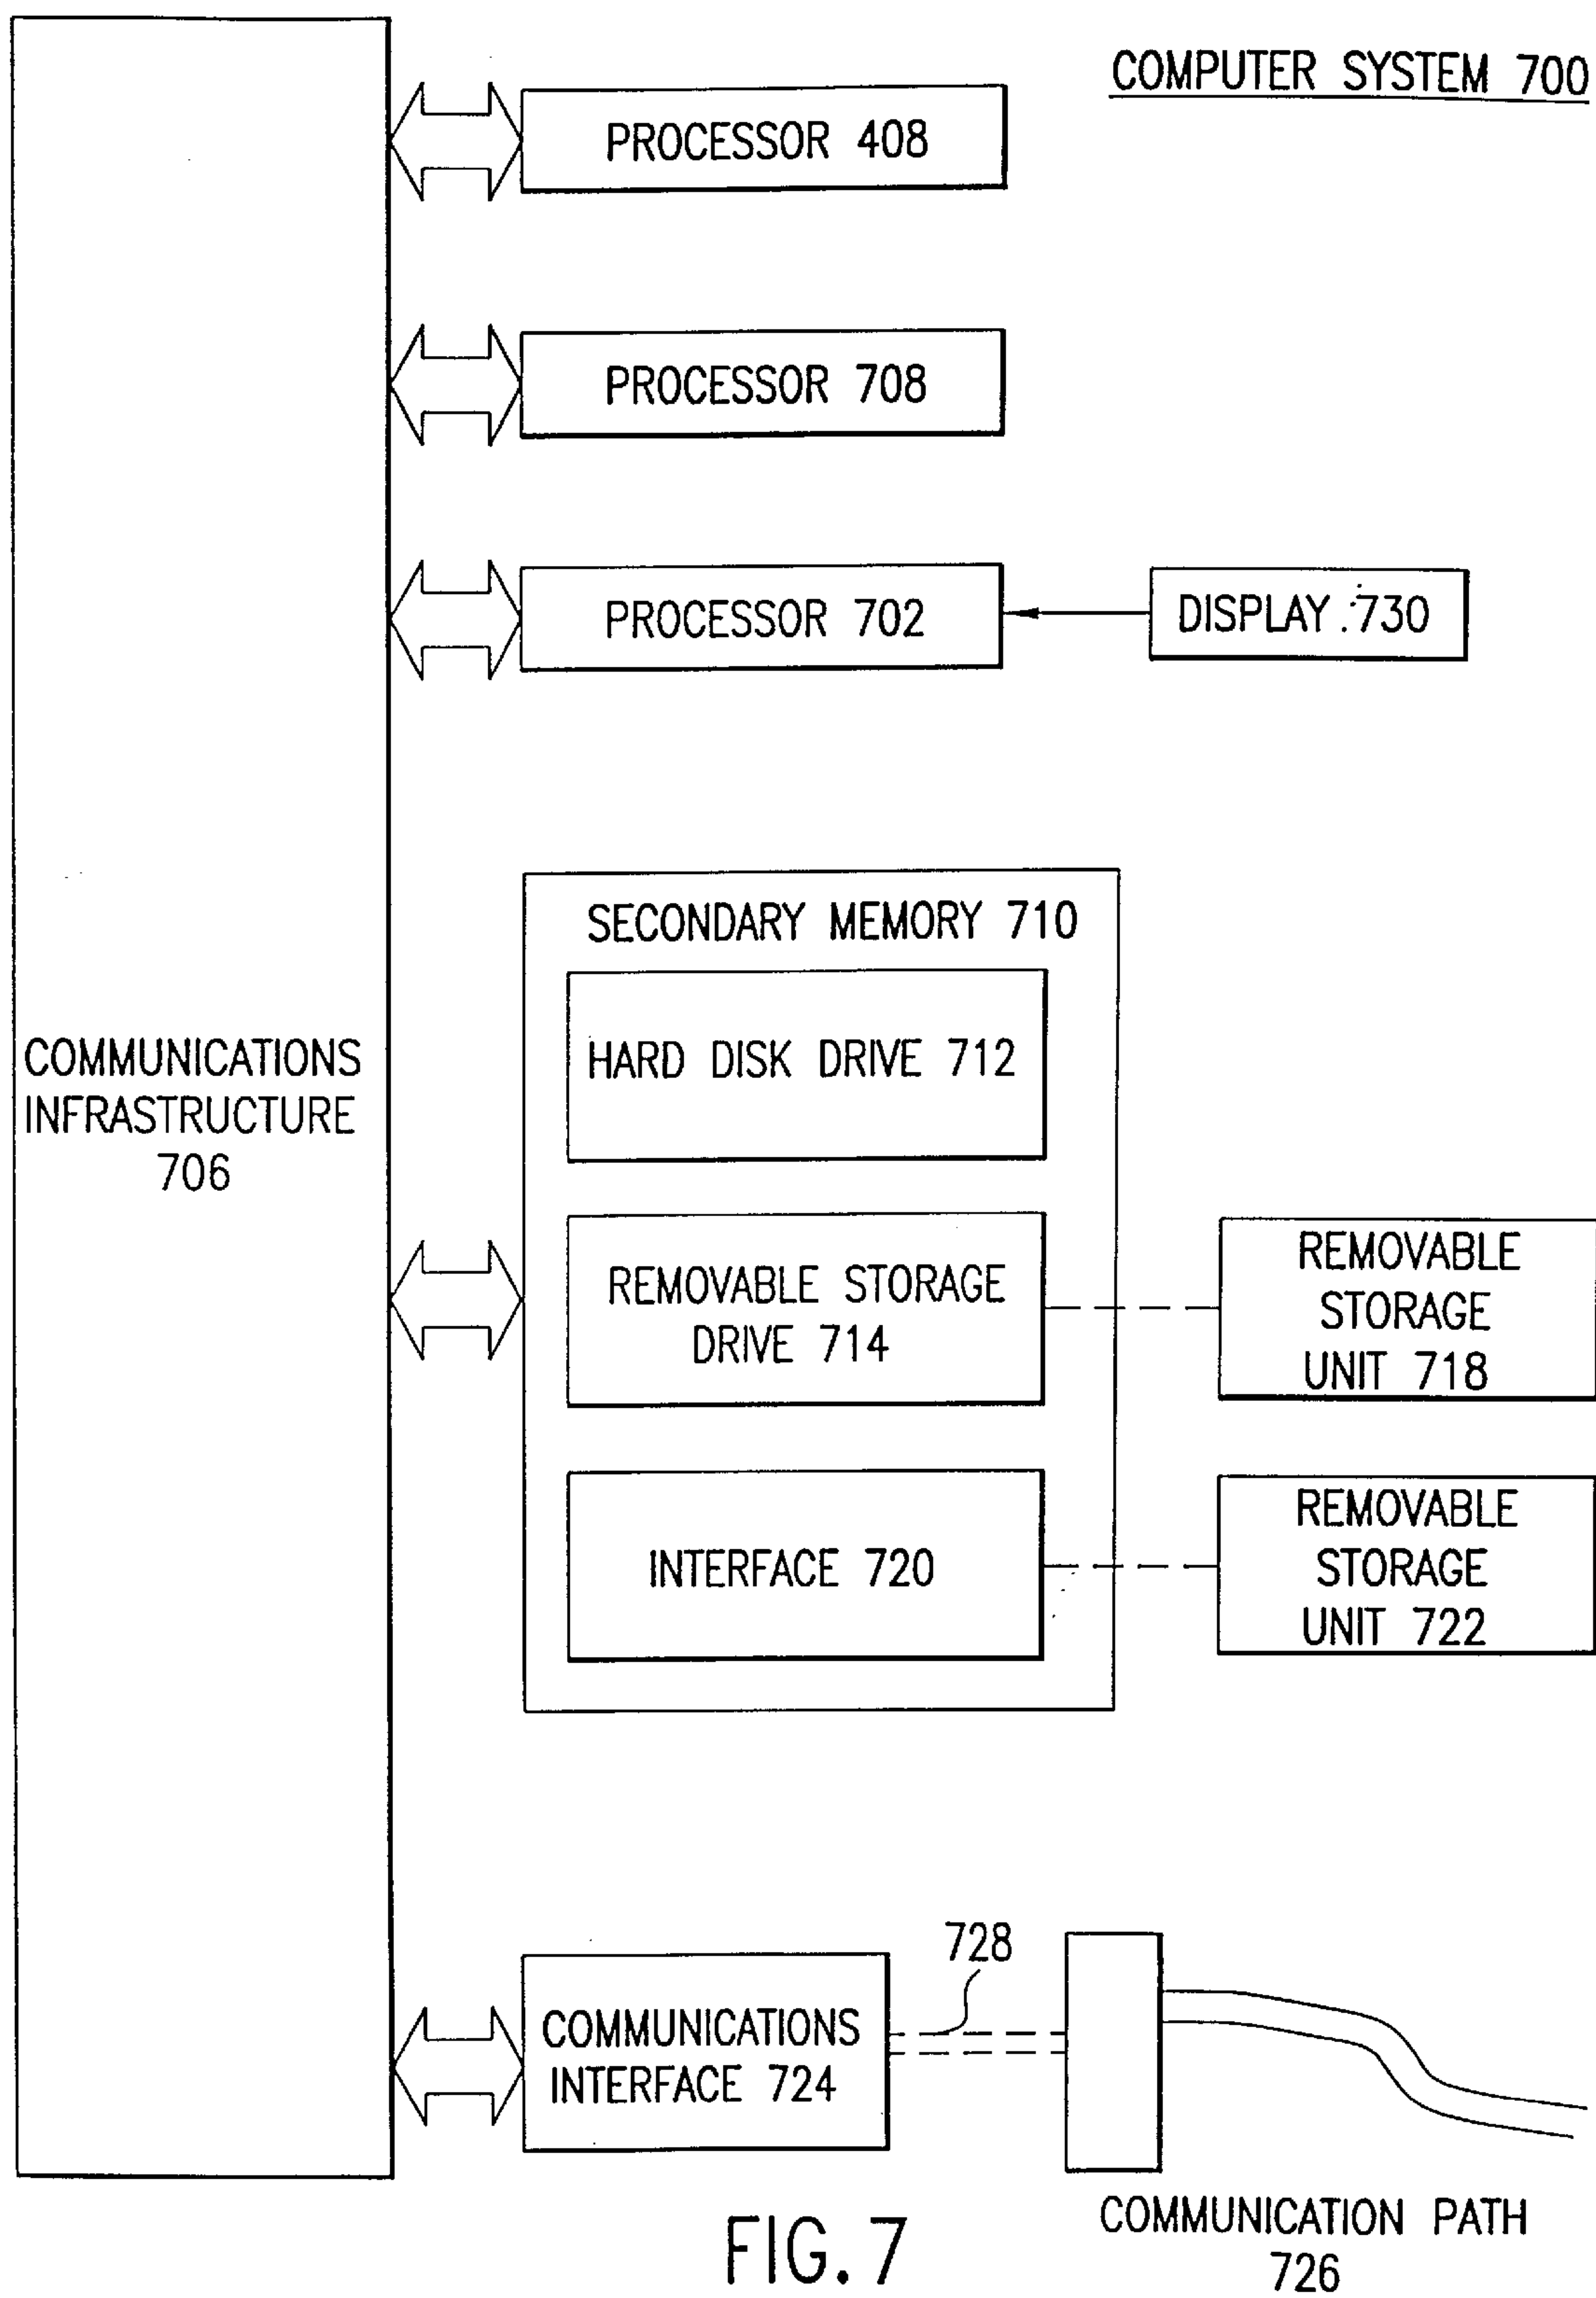 COMPUTER SYSTEM 700
PROCESSOR 408
PROCESSOR 708
PROCESSOR 702
DISPLAY 730
SECONDARY MEMORY 710
HARD DISK DRIVE 712
COMMUNICATIONS
INFRASTRUCTURE
706
REMOVABLE STORAGE
DRIVE 714
REMOVABLE
STORAGE
UNIT 718
INTERFACE 720
REMOVABLE
STORAGE
UNIT 722
728
COMMUNICATIONS
INTERFACE 724
COMMUNICATION PATH
726
FIG. 7